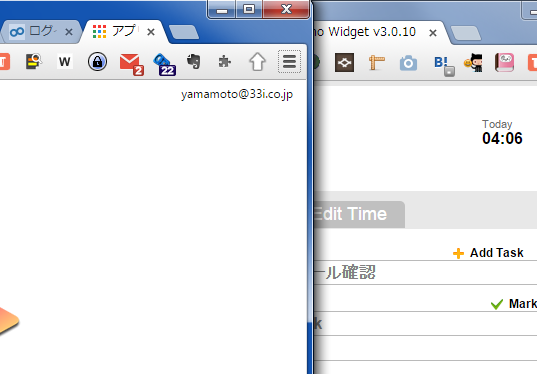 ログ
アプ
2
22
W
yamamoto@33i.co.jp
no Widget v3.0.10
B!
Today
04:06
Edit Time
Add Task
ール確認
Mark
k